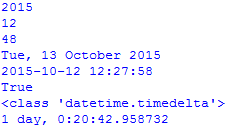 2015
12
48
Tue, 13 October 2015
2015-10-12 12:27:58
True
<class 'datetime.timedelta'>
1 day, 0:20:42.958732